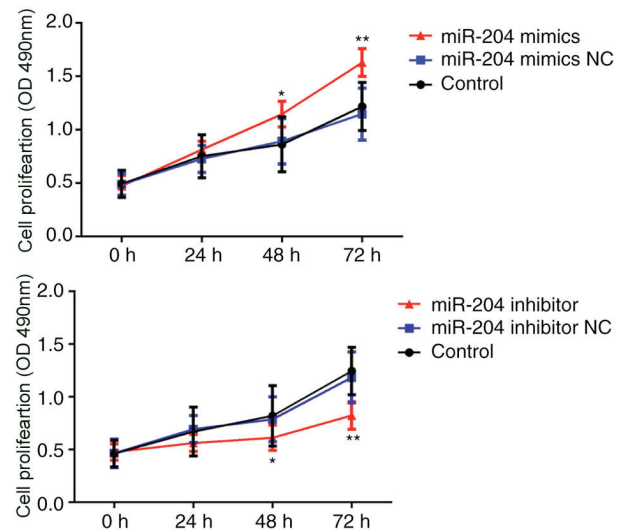 Cell prolifeartion (OD 490nm)
2.0
1.5
1.0
0.5
0.0
0 h 24 h 48 h 72 h
*
**
miR-204 mimics
miR-204 mimics NC
Control
Cell prolifeartion (OD 490nm)
2.0
1.5
1.0
0.5
0.0
0 h 24 h 48 h 72 h
*
**
miR-204 inhibitor
miR-204 inhibitor NC
Control